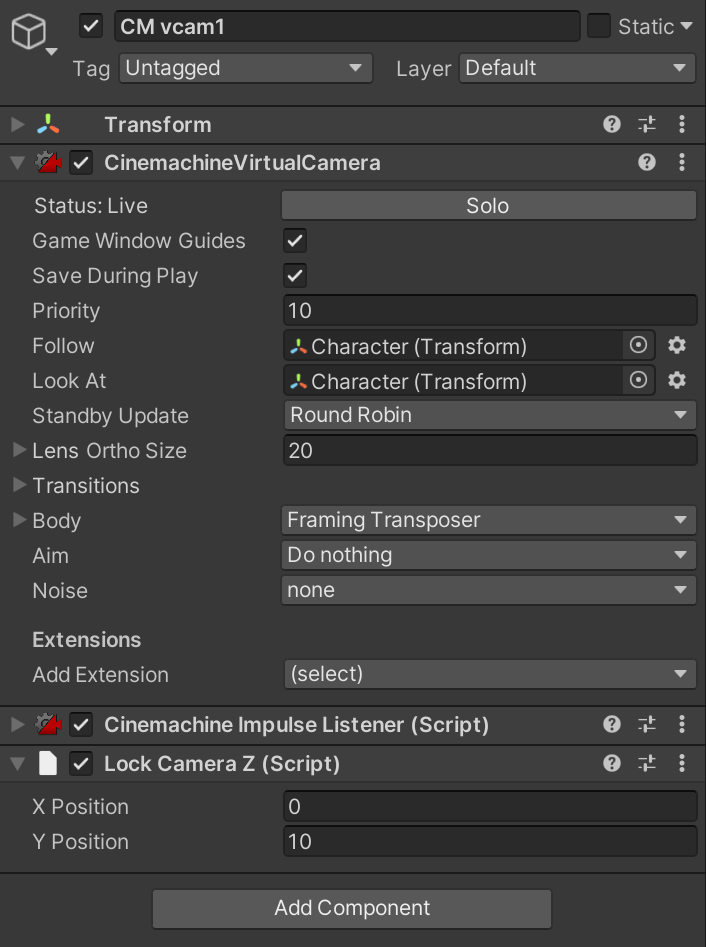 CM vcam1 Static
Tag Untagged Layer Default
Transform
CinemachineVirtualCamera
Status: Live Solo
Game Window Guides
Save During Play
Priority 10
Follow Character (Transform)
Look At Character (Transform)
Standby Update Round Robin
Lens Ortho Size 20
Transitions
Body Framing Transposer
Aim Do nothing
Noise none
Extensions
Add Extension (select)
Cinemachine Impulse Listener (Script)
Lock Camera Z (Script)
X Position 0
Y Position 10
Add Component